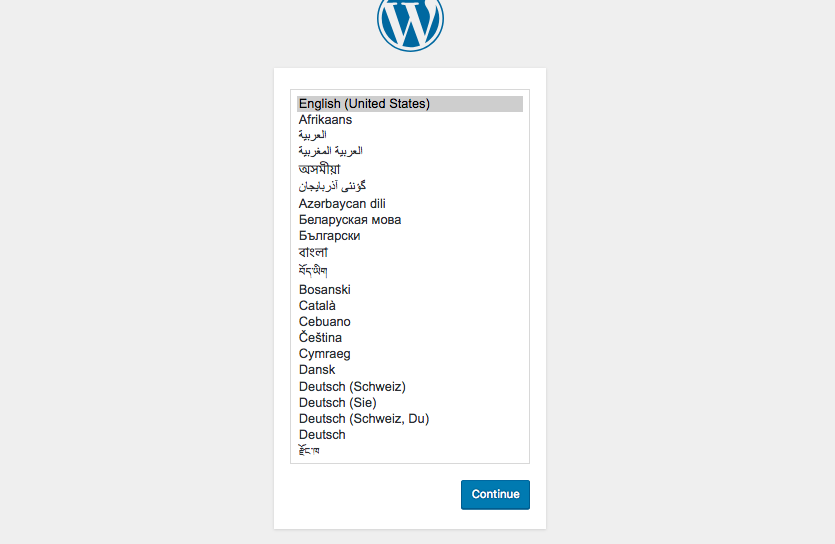 English (United States)
Afrikaans
العربية
العربية المغربية
অসমীয়া
گؤنئی آذربایجان
Azərbaycan dili
Беларуская мова
Български
বাংলা
བོད་ཡིག
Bosanski
Català
Cebuano
Čeština
Cymraeg
Dansk
Deutsch (Schweiz)
Deutsch (Sie)
Deutsch (Schweiz, Du)
Deutsch
རྫོང་ཁ
Continue